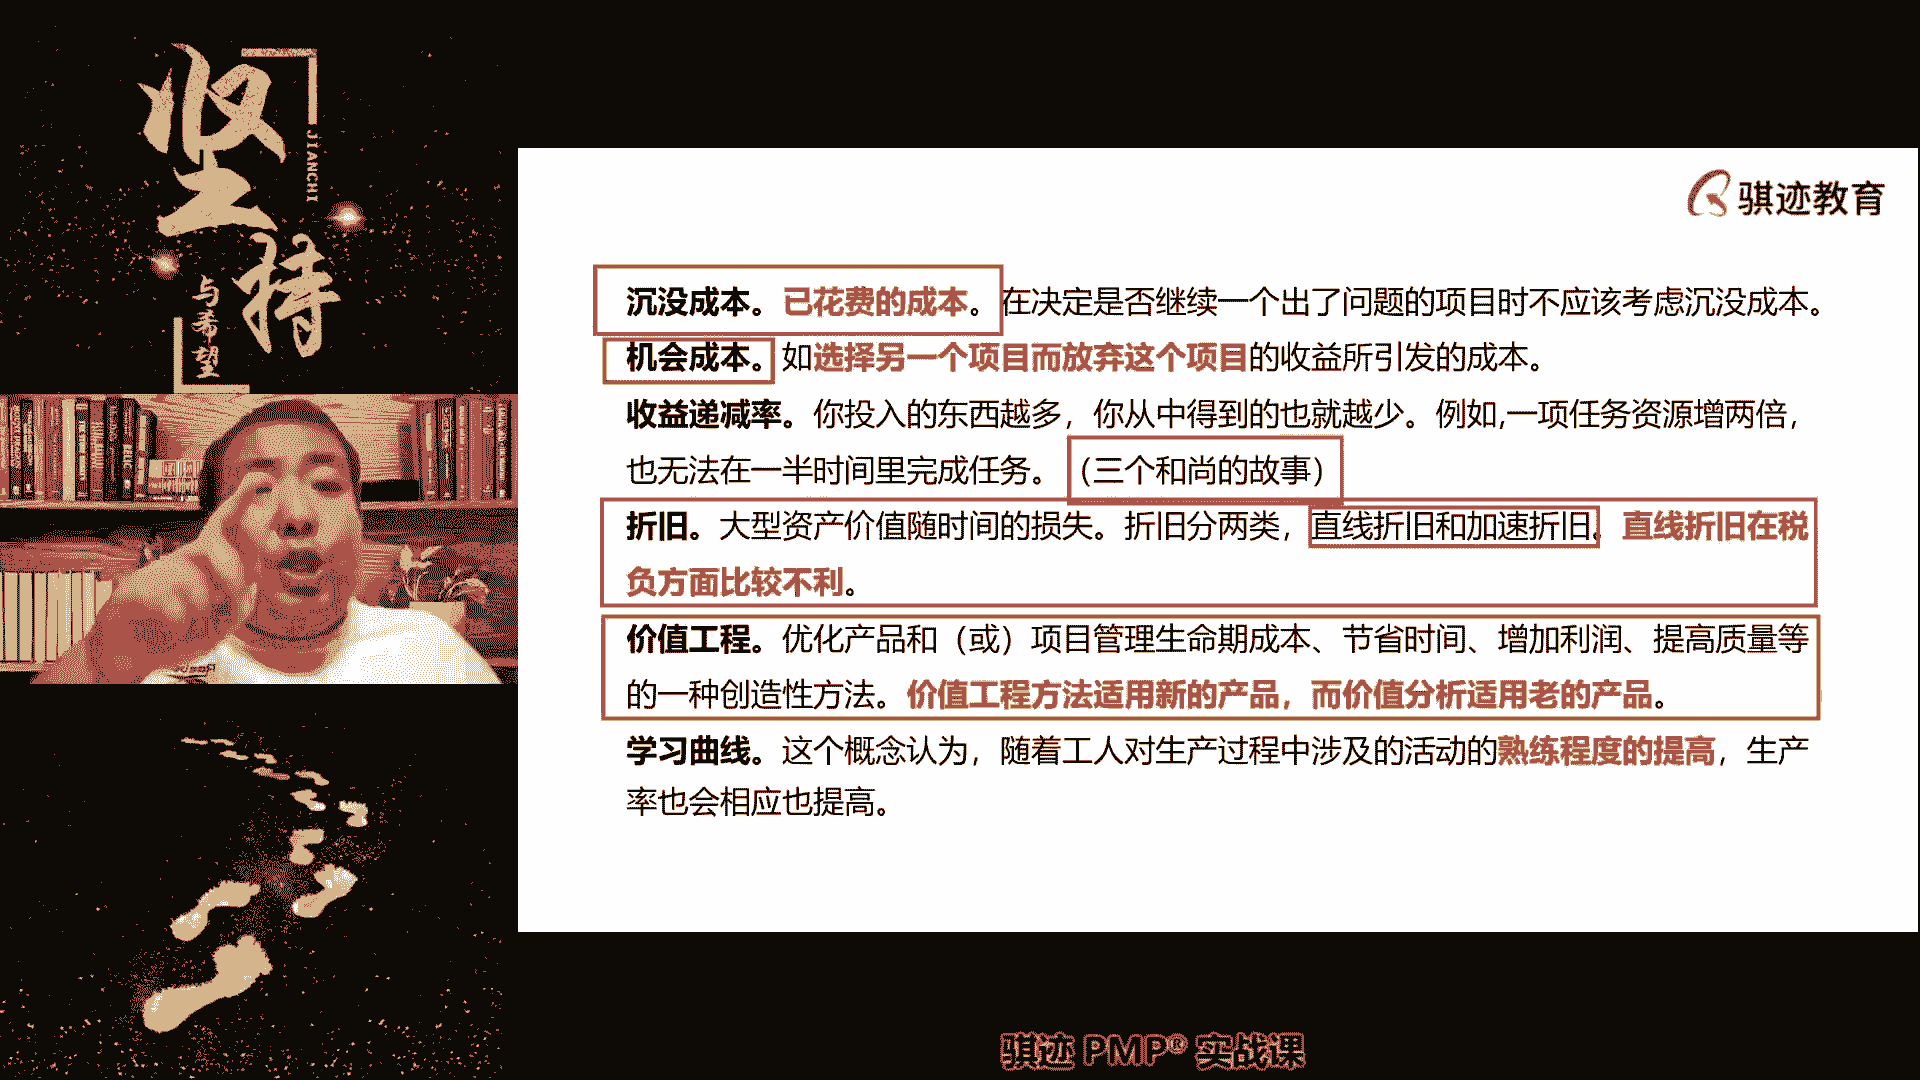 坚持
JIANCHI
与希望
骐迹教育
沉没成本。已花费的成本。在决定是否继续一个出了问题的项目时不应该考虑沉没成本。
机会成本。如选择另一个项目而放弃这个项目的收益所引发的成本。
收益递减率。你投入的东西越多，你从中得到的也就越少。例如,一项任务资源增两倍，
也无法在一半时间里完成任务。（三个和尚的故事）
折旧。大型资产价值随时间的损失。折旧分两类，直线折旧和加速折旧。直线折旧在税
负方面比较不利。
价值工程。优化产品和（或）项目管理生命期成本、节省时间、增加利润、提高质量等
的一种创造性方法。价值工程方法适用新的产品，而价值分析适用老的产品。
学习曲线。这个概念认为，随着工人对生产过程中涉及的活动的熟练程度的提高，生产
率也会相应也提高。
骐迹 PMP® 实战课